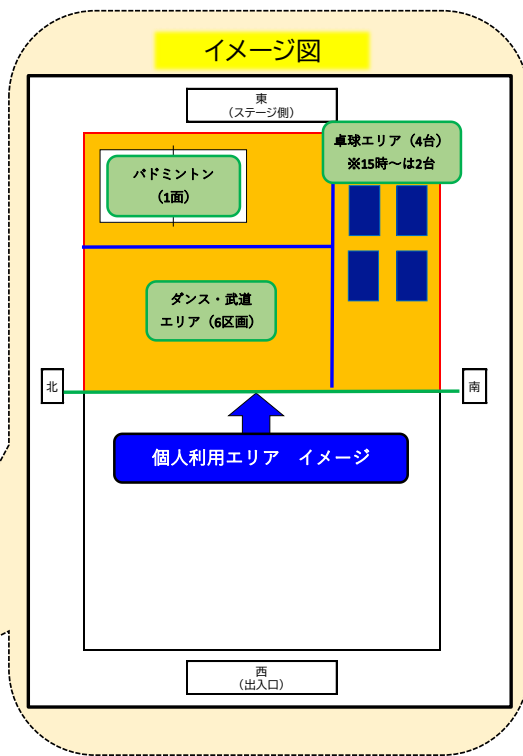 イメージ図
東
(ステージ側)
卓球エリア（4台）
※15時～は2台
バドミントン
（1面）
ダンス・武道
エリア（6区画）
北
南
個人利用エリア　イメージ
西
(出入口)